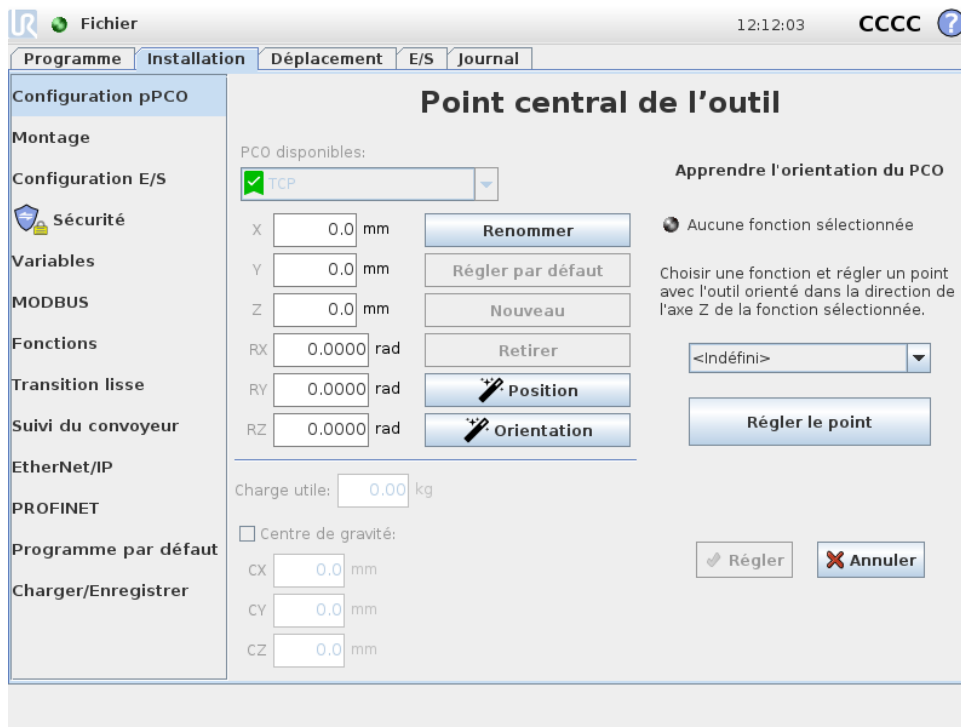 UR Fichier 12:12:03 CCCC ?
Programme Installation Déplacement E/S Journal
Configuration pPCO
Montage
Configuration E/S
Sécurité
Variables
MODBUS
Fonctions
Transition lisse
Suivi du convoyeur
EtherNet/IP
PROFINET
Programme par défaut
Charger/Enregistrer
Point central de l'outil
PCO disponibles:
TCP
X 0.0 mm Renommer
Y 0.0 mm Régler par défaut
Z 0.0 mm Nouveau
RX 0.0000 rad Retirer
RY 0.0000 rad Position
RZ 0.0000 rad Orientation
Charge utile: 0.00 kg
Centre de gravité:
CX 0.0 mm
CY 0.0 mm
CZ 0.0 mm
Apprendre l'orientation du PCO
Aucune fonction sélectionnée
Choisir une fonction et régler un point
avec l'outil orienté dans la direction de
l'axe Z de la fonction sélectionnée.
<Indéfini>
Régler le point
Régler Annuler